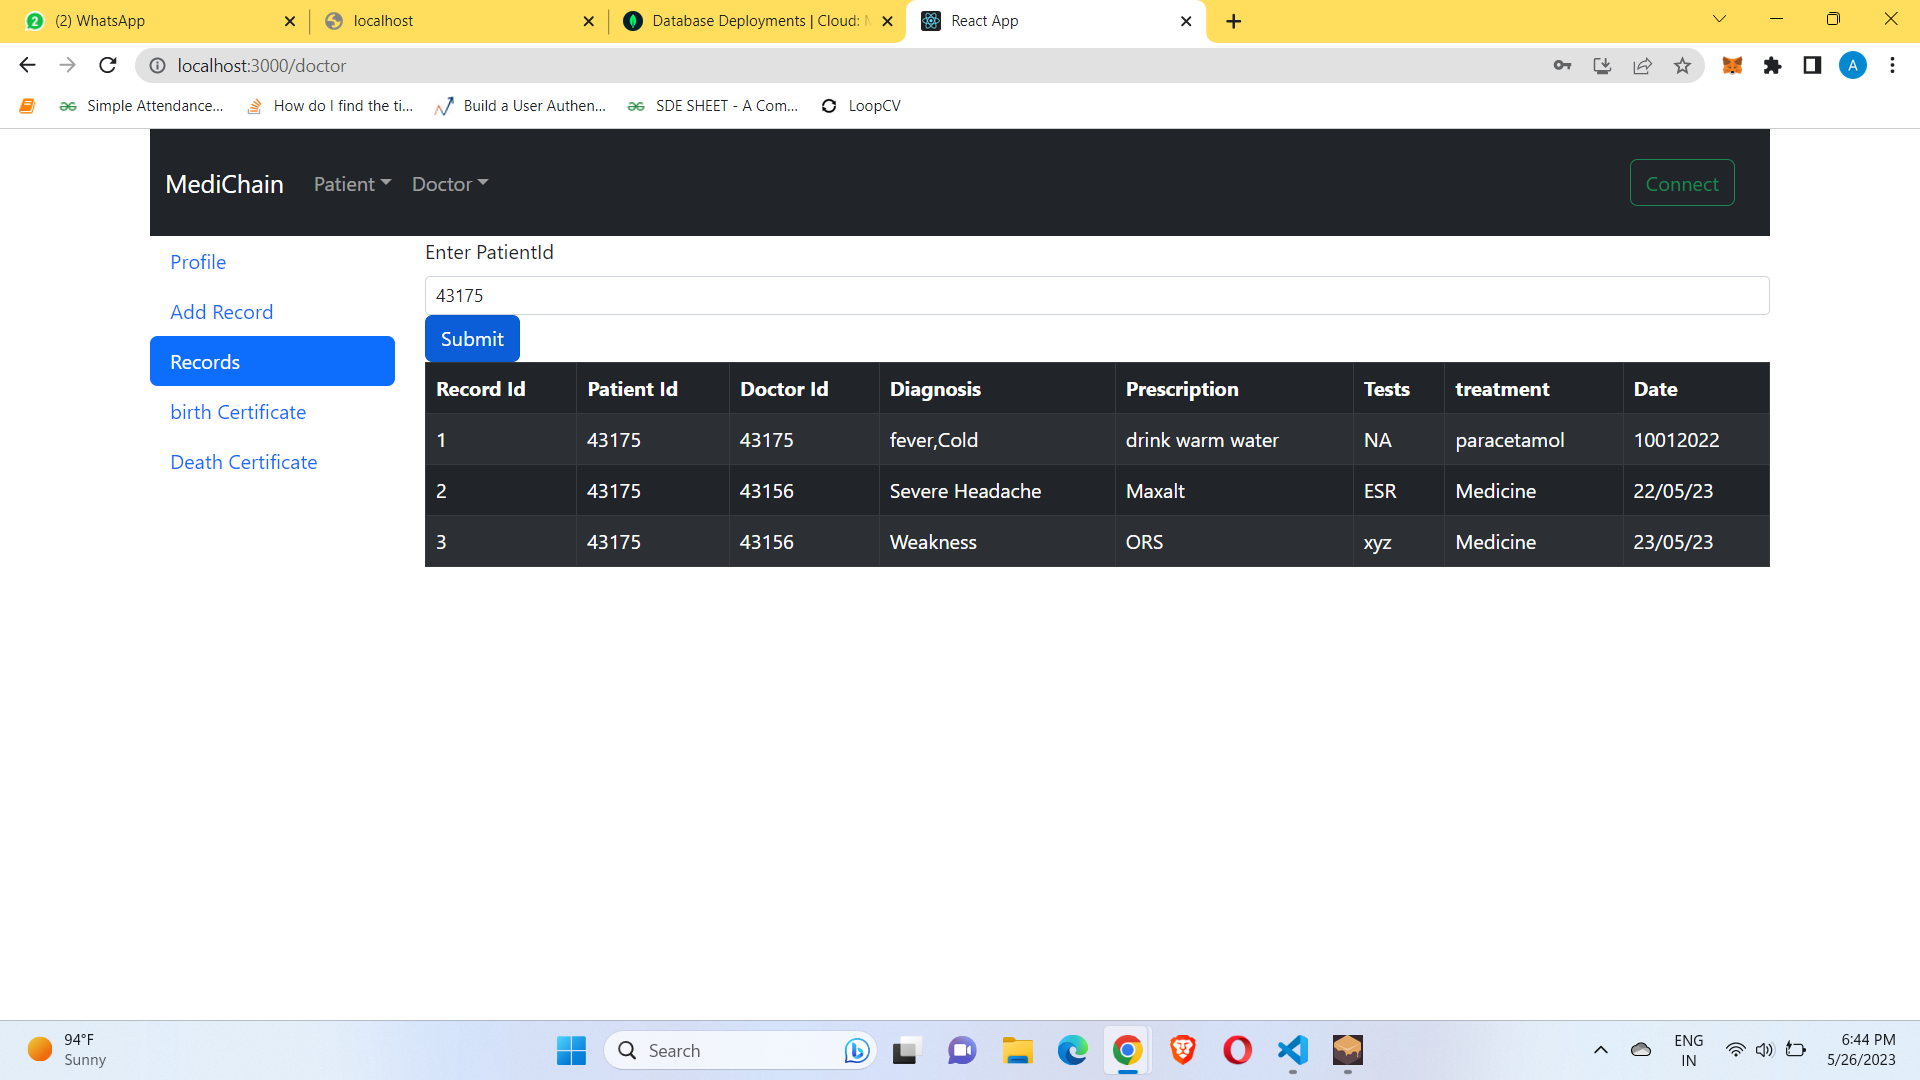 2 (2) WhatsApp
localhost
Database Deployments | Cloud:
React App
localhost:3000/doctor
A
Simple Attendance...
How do I find the ti...
Build a User Authen...
SDE SHEET - A Com...
LoopCV
MediChain Patient Doctor Connect
Profile
Add Record
Records
birth Certificate
Death Certificate
Enter PatientId
43175
Submit
Record Id Patient Id Doctor Id Diagnosis Prescription Tests treatment Date
1 43175 43175 fever,Cold drink warm water NA paracetamol 10012022
2 43175 43156 Severe Headache Maxalt ESR Medicine 22/05/23
3 43175 43156 Weakness ORS xyz Medicine 23/05/23
94°F
Sunny
Search
ENG
IN
6:44 PM
5/26/2023